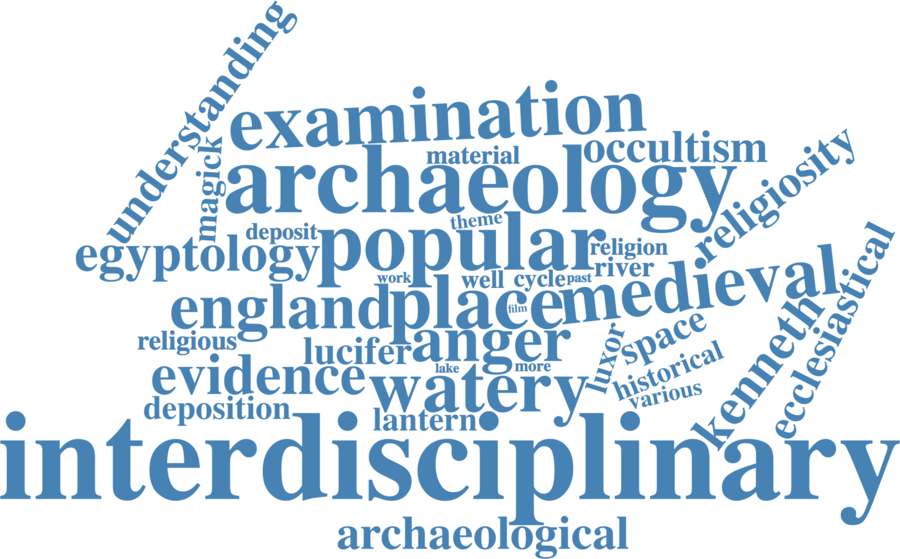 understanding
examination
material
occultism
magick
archaeology
religiosity
deposit
theme
egyptology
popular
religion
river
work
well
cycle
past
medieval
england
place
film
ecclesiastical
religious
lucifer
anger
luxor
space
kenneth
evidence
lake
more
historical
watery
various
deposition
lantern
interdisciplinary
archaeological